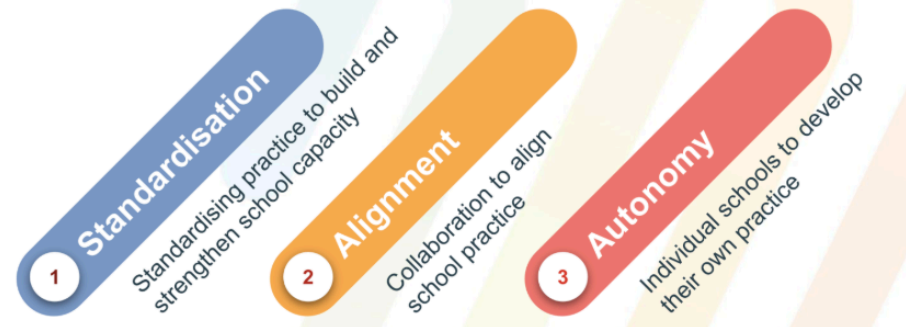 1
Standardisation
Standardising practice to build and
strengthen school capacity
2
Alignment
Collaboration to align
school practice
3
Autonomy
Individual schools to develop
their own practice